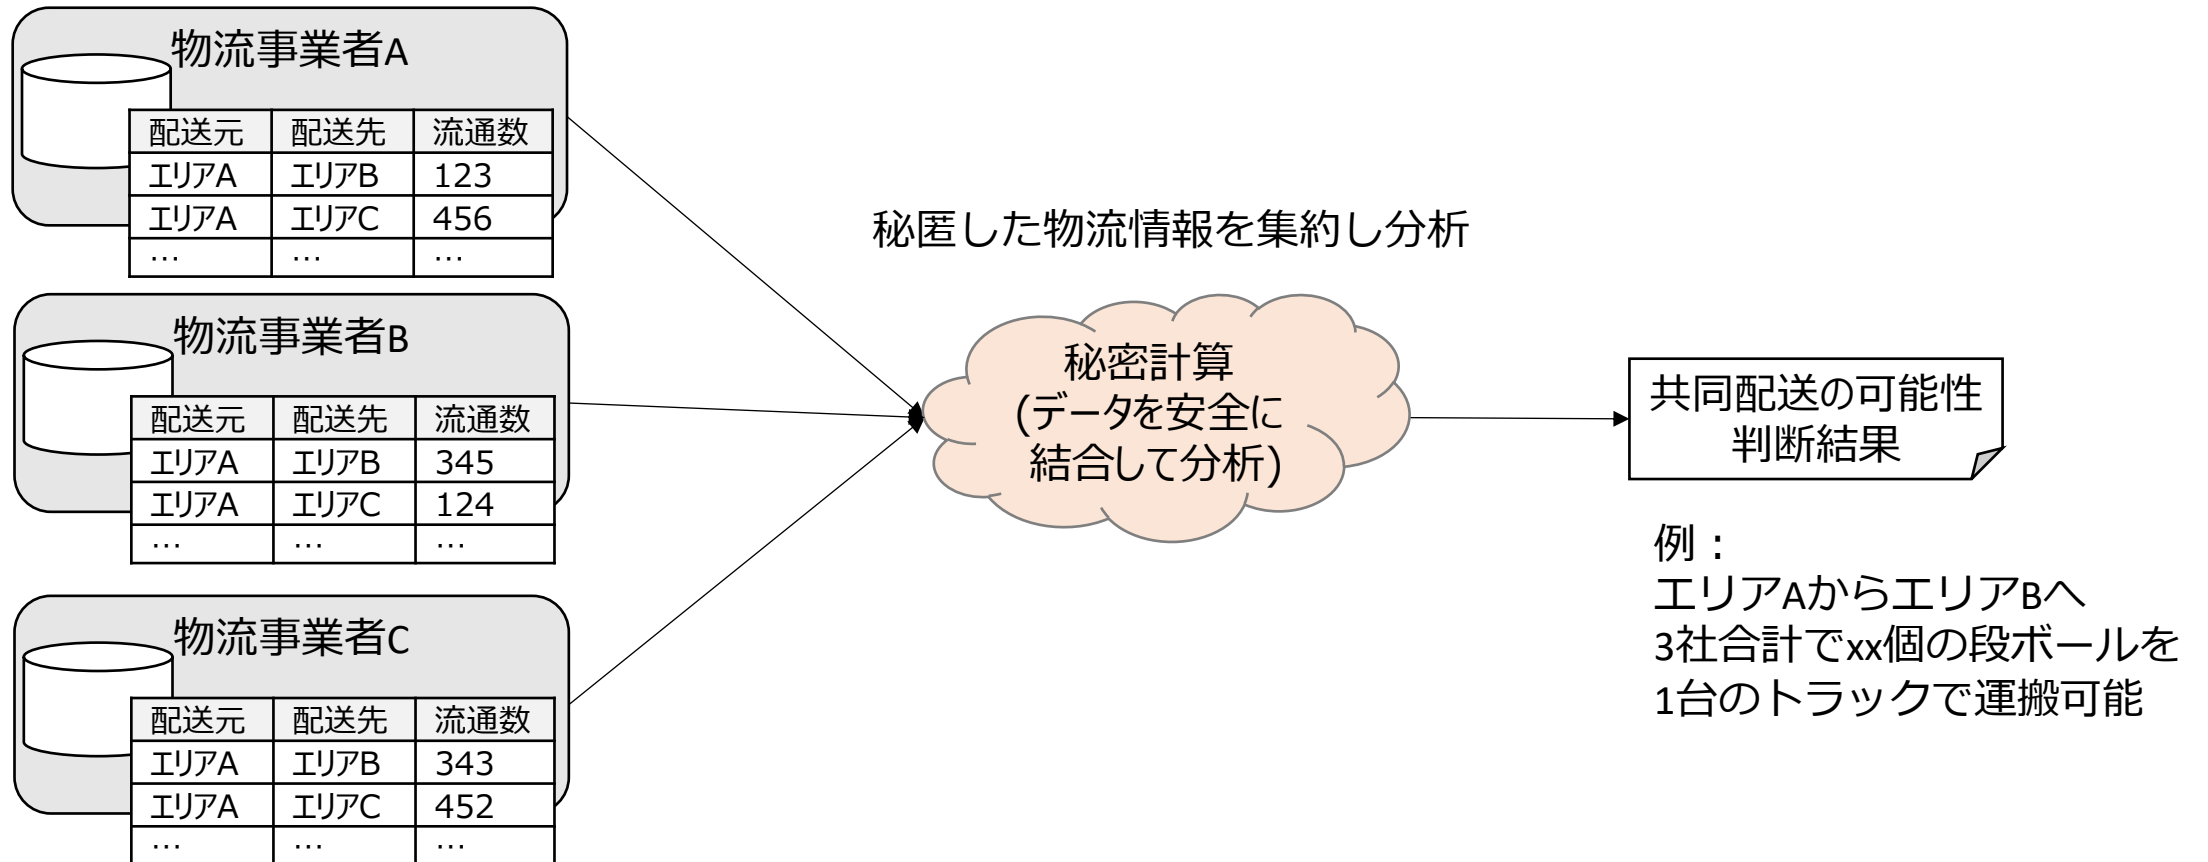 物流事業者A
配送元 配送先 流通数
エリアA エリアB 123
エリアA エリアC 456
… … …
物流事業者B
配送元 配送先 流通数
エリアA エリアB 345
エリアA エリアC 124
… … …
物流事業者C
配送元 配送先 流通数
エリアA エリアB 343
エリアA エリアC 452
… … …
秘匿した物流情報を集約し分析
秘密計算
(データを安全に
結合して分析)
共同配送の可能性
判断結果
例：
エリアAからエリアBへ
3社合計でxx個の段ボールを
1台のトラックで運搬可能